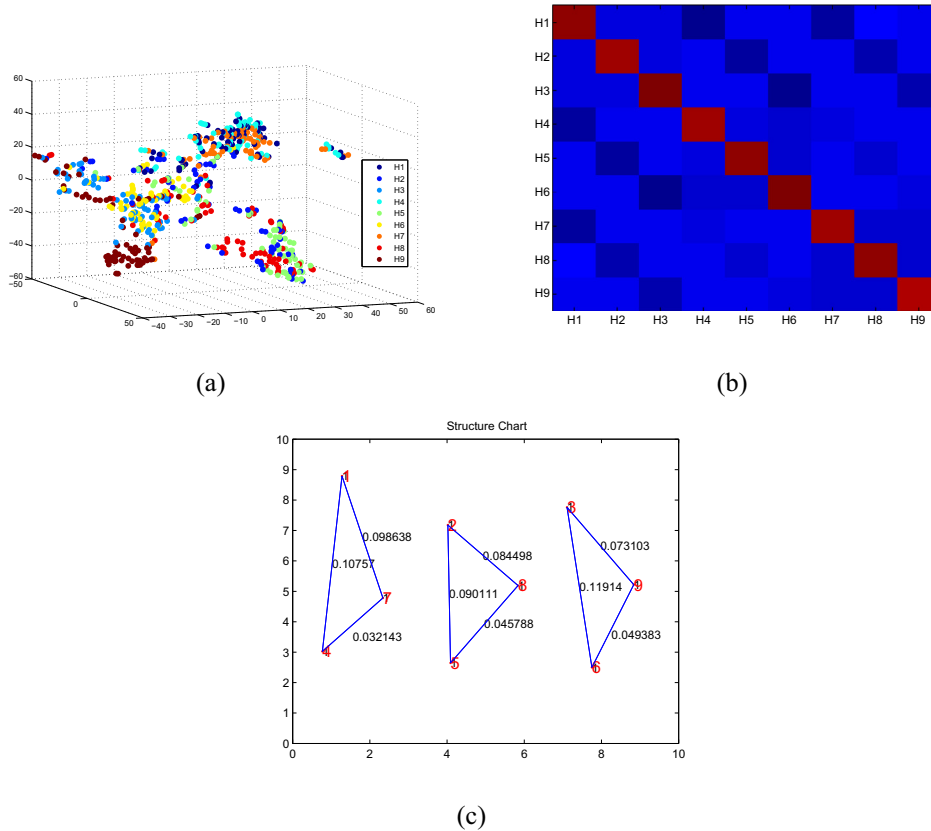 60
40
20
0
−20
−40
−60
−50
0
50
−40
−30
−20
−10
0
10
20
30
40
50
60
H1
H2
H3
H4
H5
H6
H7
H8
H9
(a)
H1
H2
H3
H4
H5
H6
H7
H8
H9
H1 H2 H3 H4 H5 H6 H7 H8 H9
(b)
Structure Chart
10
9
8
7
6
5
4
3
2
1
0
0 2 4 6 8 10
1
0.098638
0.10757
7
0.032143
4
2
0.084498
0.090111
8
0.045788
5
3
0.073103
0.11914
9
0.049383
6
(c)